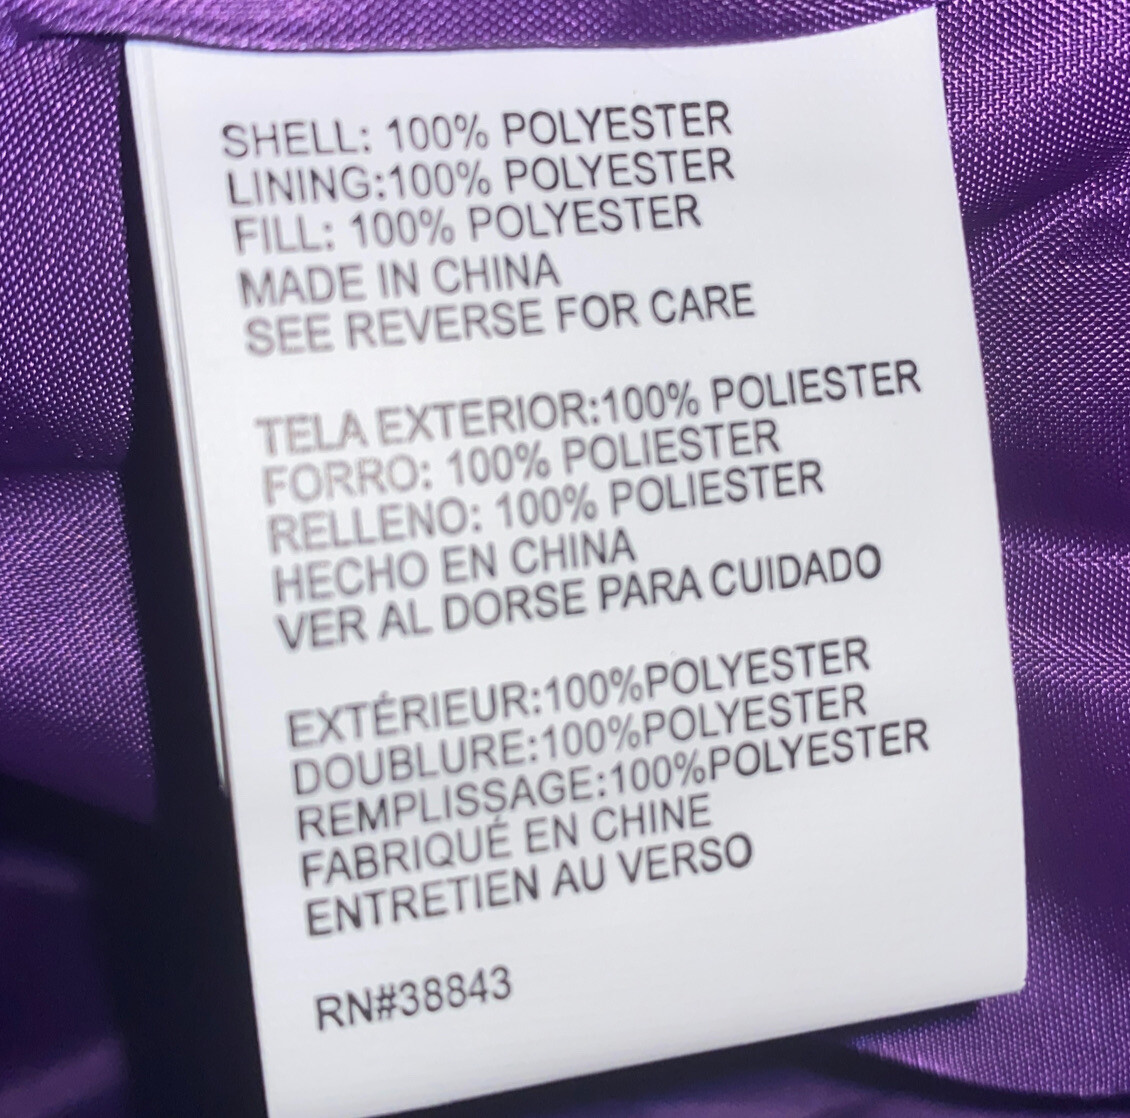 SHELL: 100% POLYESTER
LINING:100% POLYESTER
FILL: 100% POLYESTER
MADE IN CHINA
SEE REVERSE FOR CARE
TELA EXTERIOR:100% POLIESTER
FORRO: 100% POLIESTER
RELLENO: 100% POLIESTER
HECHO EN CHINA
VER AL DORSE PARA CUIDADO
EXTÉRIEUR:100%POLYESTER
DOUBLURE:100%POLYESTER
REMPLISSAGE:100%POLYESTER
FABRIQUÉ EN CHINE
ENTRETIEN AU VERSO
RN#38843